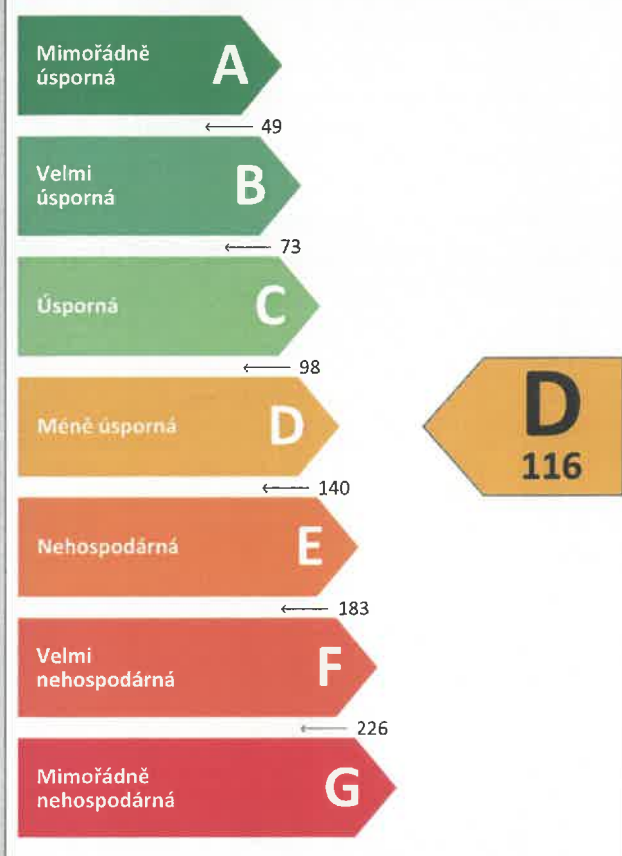 Mimořádně
úsporná
A
← 49
Velmi
úsporná
B
← 73
Úsporná
C
← 98
Méně úsporná
D
← 140
D
116
Nehospodárná
E
← 183
Velmi
nehospodárná
F
← 226
Mimořádně
nehospodárná
G